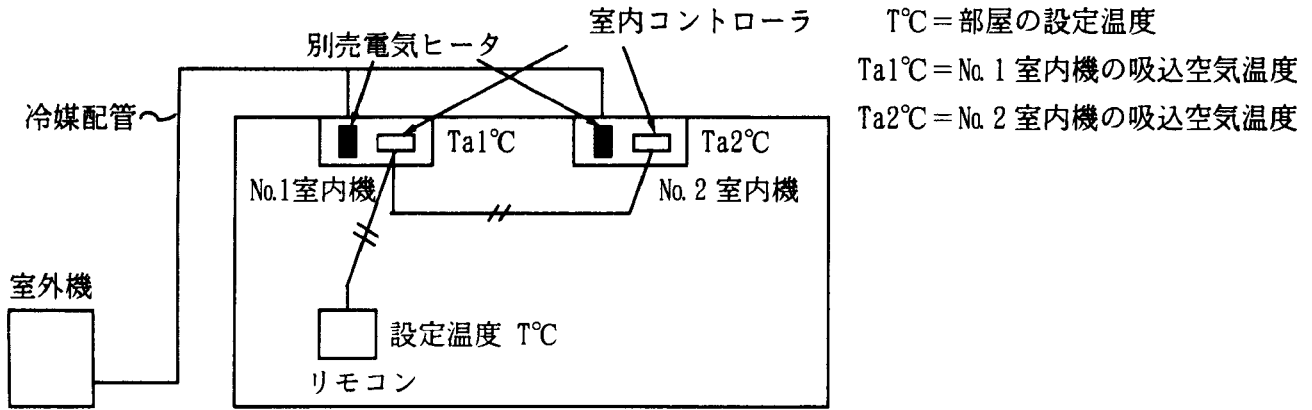 室内コントローラ
別売電気ヒータ
T℃＝部屋の設定温度
Ta1℃＝No.1室内機の吸込空気温度
Ta2℃＝No.2室内機の吸込空気温度
冷媒配管
Ta1℃
Ta2℃
No.1室内機
No.2室内機
室外機
設定温度 T℃
リモコン